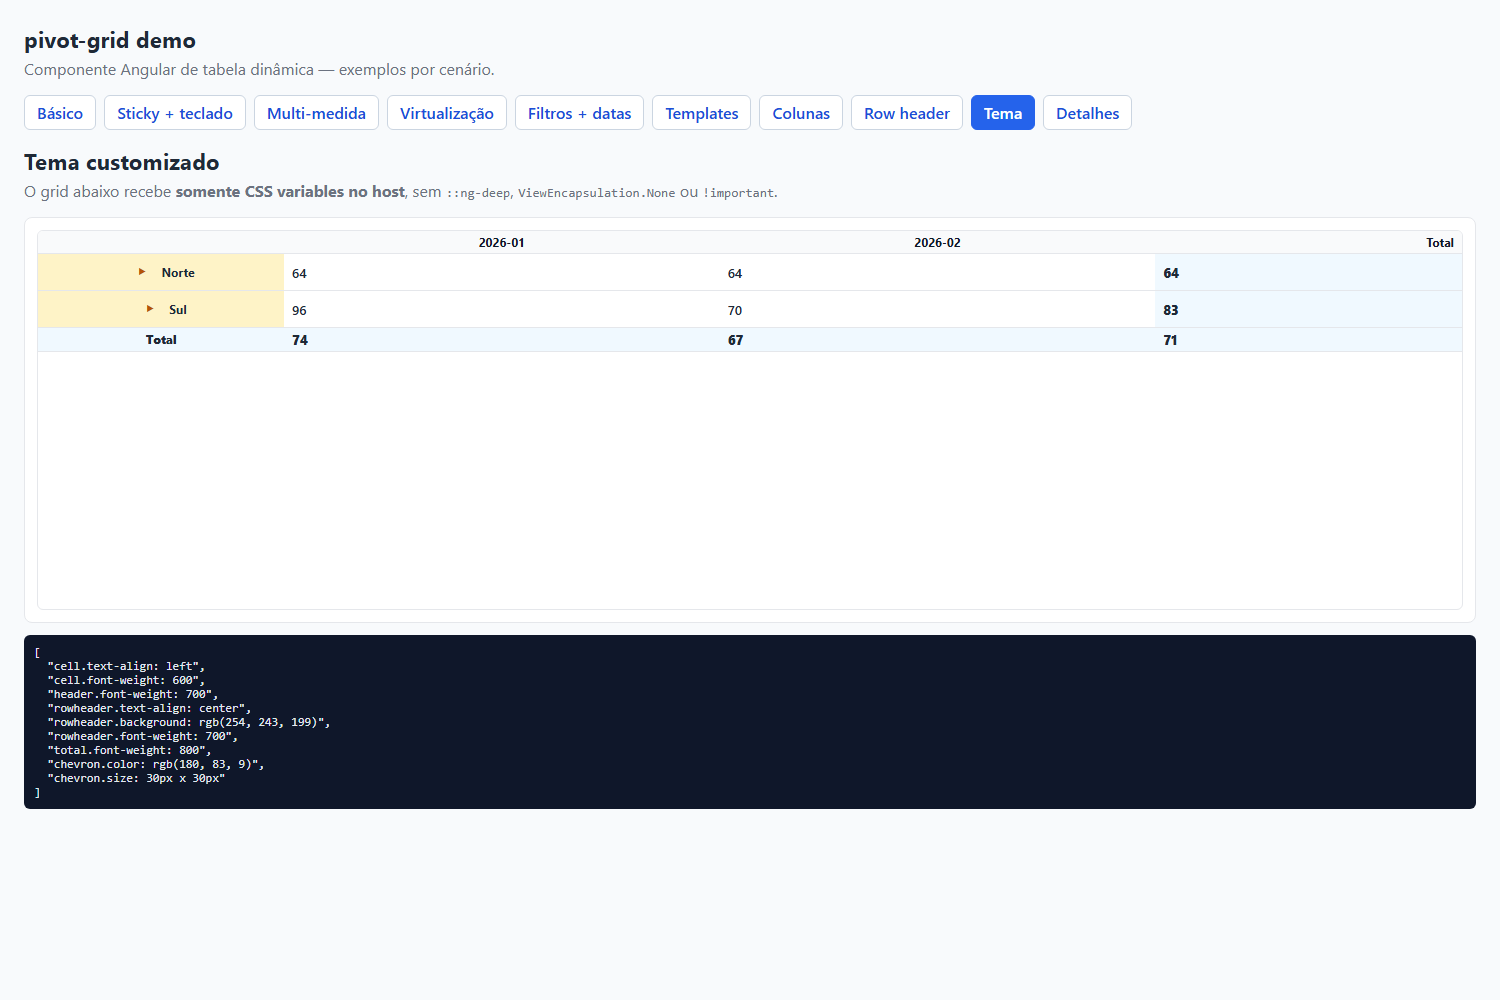 pivot-grid demo
Componente Angular de tabela dinâmica — exemplos por cenário.
Básico Sticky + teclado Multi-medida Virtualização Filtros + datas Templates Colunas Row header Tema Detalhes
Tema customizado
O grid abaixo recebe somente CSS variables no host, sem ::ng-deep, ViewEncapsulation.None ou !important.
2026-01 2026-02 Total
Norte 64 64 64
Sul 96 70 83
Total 74 67 71
[
"cell.text-align: left",
"cell.font-weight: 600",
"header.font-weight: 700",
"rowheader.text-align: center",
"rowheader.background: rgb(254, 243, 199)",
"rowheader.font-weight: 700",
"total.font-weight: 800",
"chevron.color: rgb(180, 83, 9)",
"chevron.size: 30px x 30px"
]